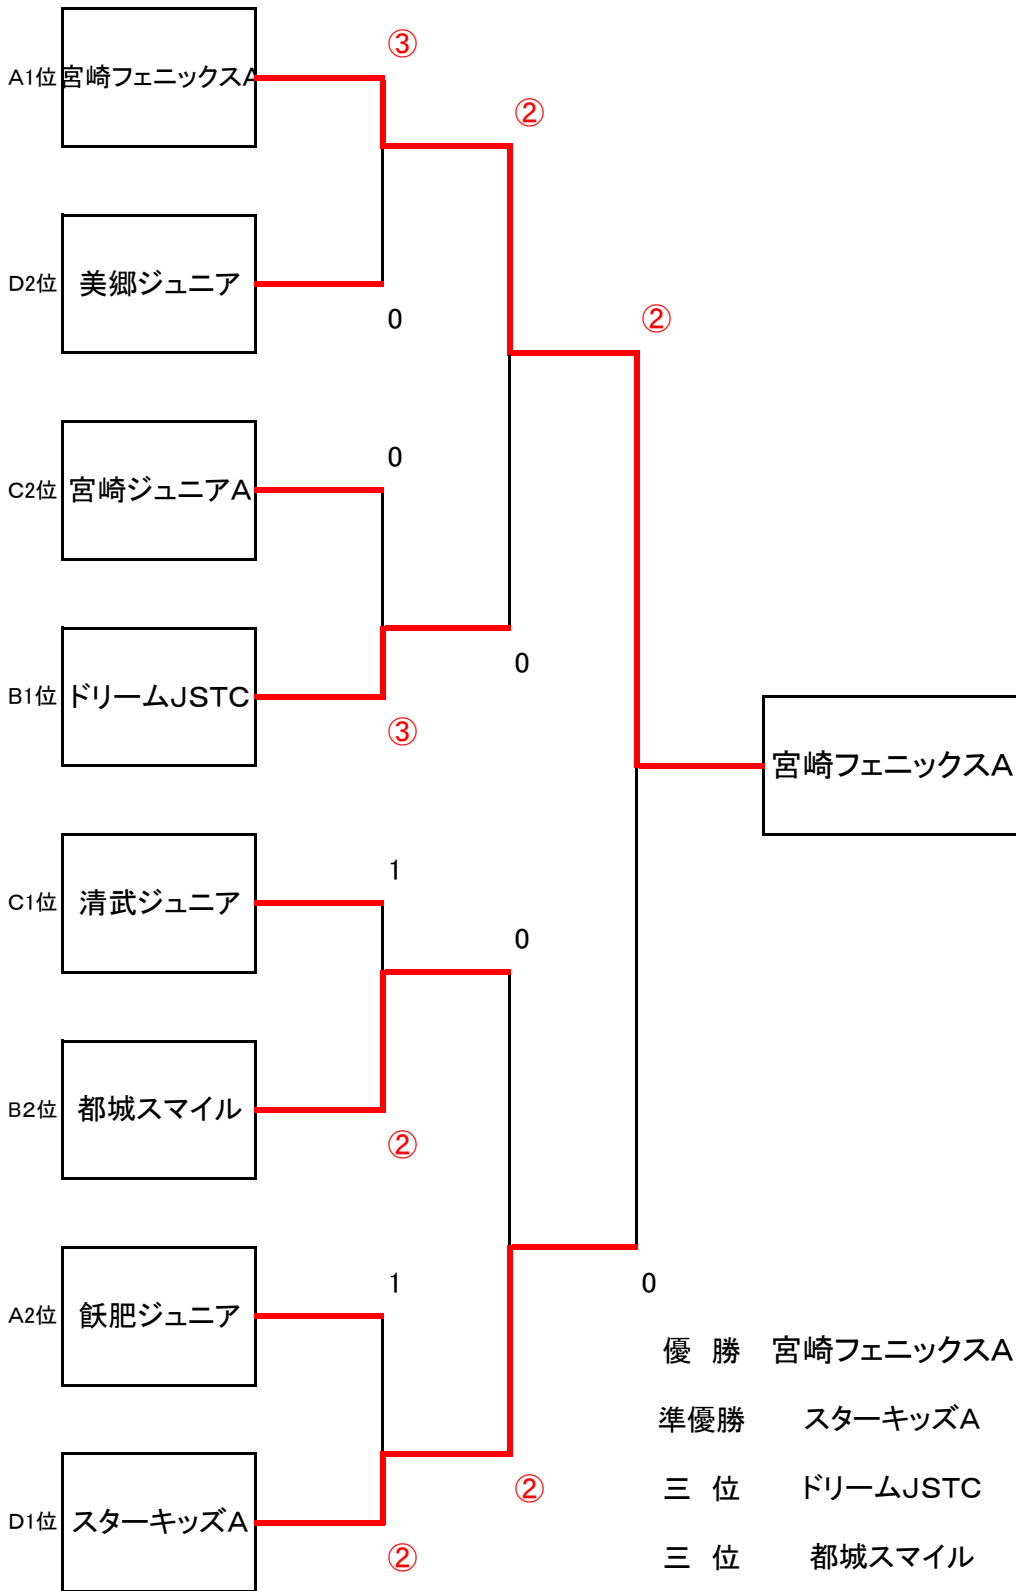 ③
A1位 宮崎フェニックスA
②
D2位 美郷ジュニア
0
②
0
C2位 宮崎ジュニアA
0
B1位 ドリームJSTC
③
宮崎フェニックスA
1
C1位 清武ジュニア
0
B2位 都城スマイル
②
1
0
A2位 飫肥ジュニア
優 勝 宮崎フェニックスA
準優勝 スターキッズA
②
三 位 ドリームJSTC
D1位 スターキッズA
②
三 位 都城スマイル